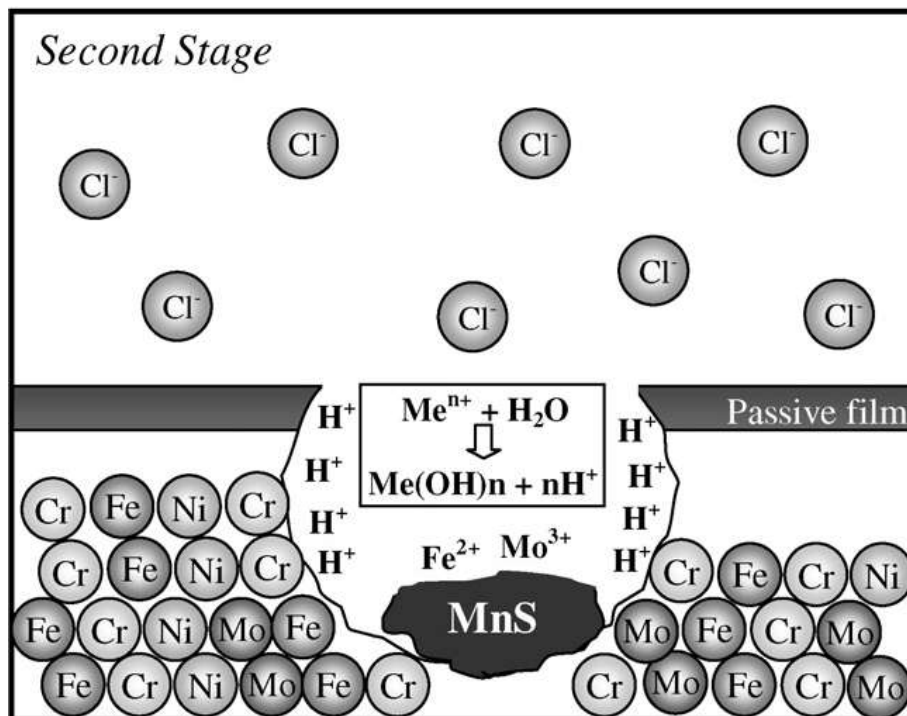 Second Stage
Cl⁻ Cl⁻ Cl⁻ Cl⁻
Cl⁻ Cl⁻ Cl⁻ Cl⁻
Passive film
H⁺ Meⁿ⁺ + H₂O H⁺
H⁺ Me(OH)n + nH⁺ H⁺
H⁺ H⁺
H⁺ Fe²⁺ Mo³⁺ H⁺
Cr Fe Ni Cr
Cr Fe Ni Cr Cr Fe Cr Ni
Fe Cr Ni Mo Fe MnS Mo Fe Cr Mo
Fe Cr Ni Mo Fe Cr Cr Mo Fe Cr Mo